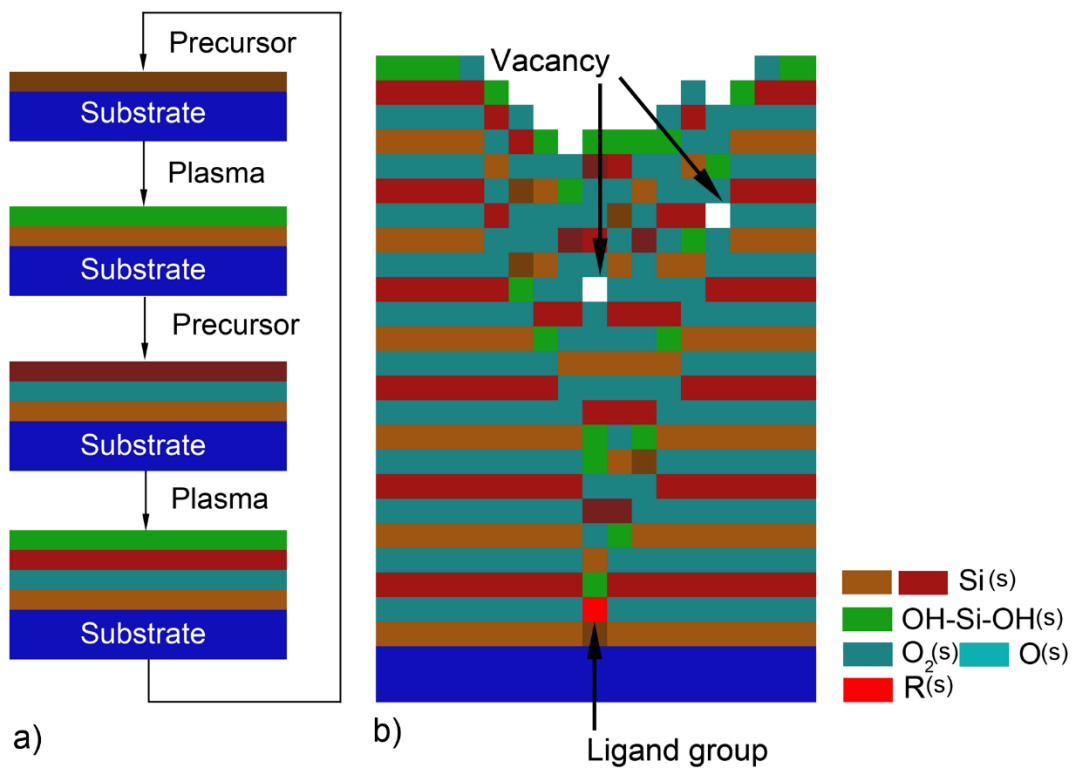 Precursor
Substrate
Plasma
Substrate
Precursor
Substrate
Plasma
Substrate
a)
Vacancy
b)
Ligand group
Si(s)
OH-Si-OH(s)
O₂(s) O(s)
R(s)